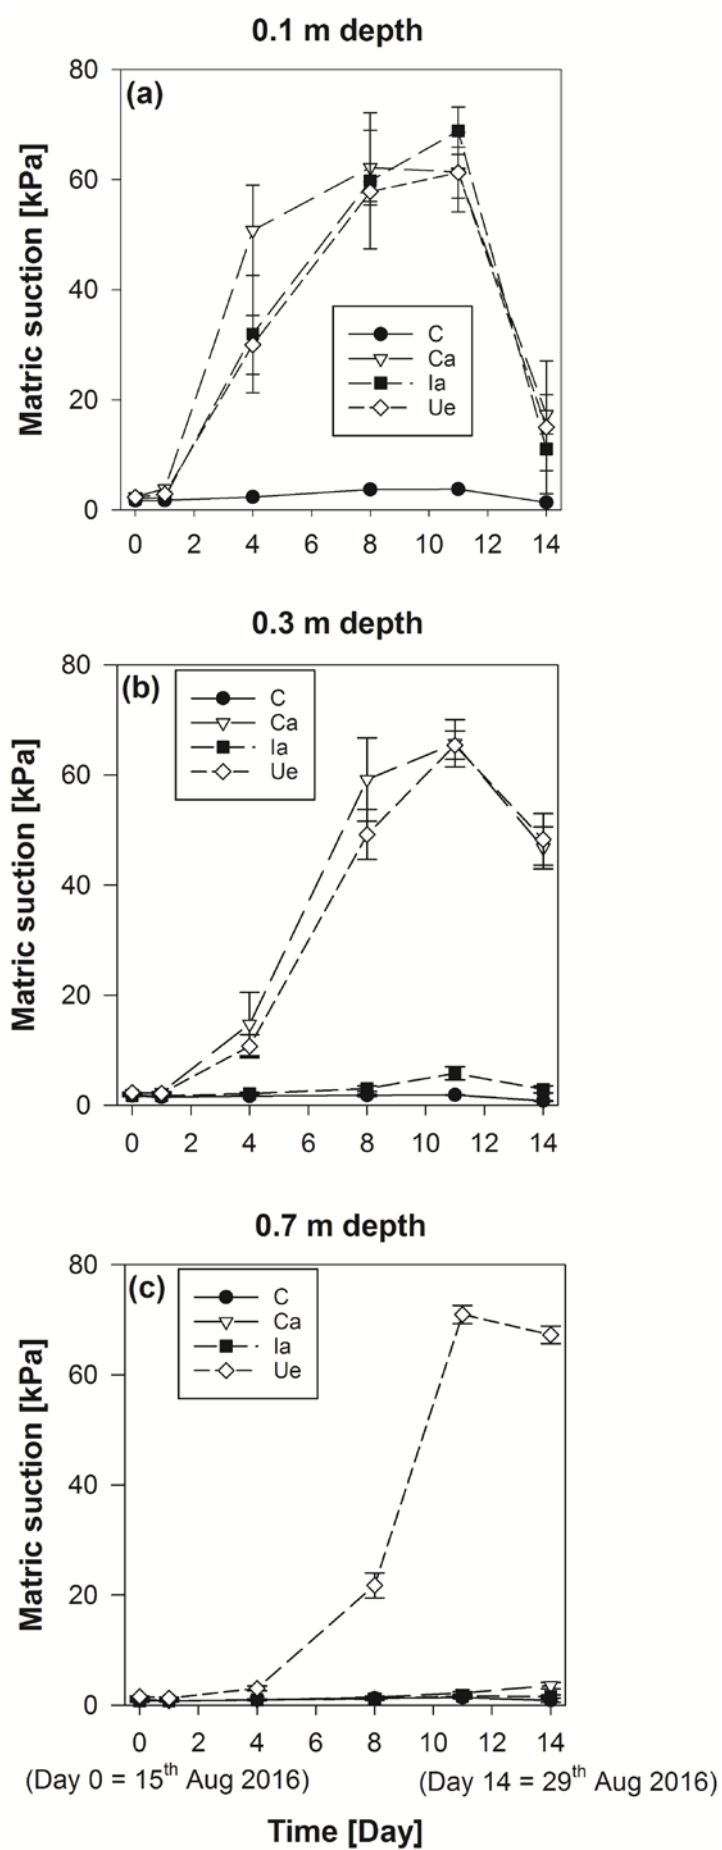 0.1 m depth
(a)
Matric suction [kPa]
80
60
40
20
0
C
Ca
Ia
Ue
0 2 4 6 8 10 12 14
0.3 m depth
(b)
Matric suction [kPa]
80
60
40
20
0
C
Ca
Ia
Ue
0 2 4 6 8 10 12 14
0.7 m depth
(c)
Matric suction [kPa]
80
60
40
20
0
C
Ca
Ia
Ue
0 2 4 6 8 10 12 14
(Day 0 = 15th Aug 2016) (Day 14 = 29th Aug 2016)
Time [Day]